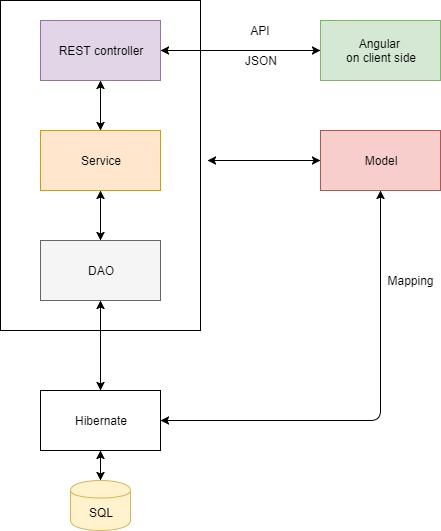 REST controller
API
JSON
Angular
on client side
Service
Model
DAO
Mapping
Hibernate
SQL